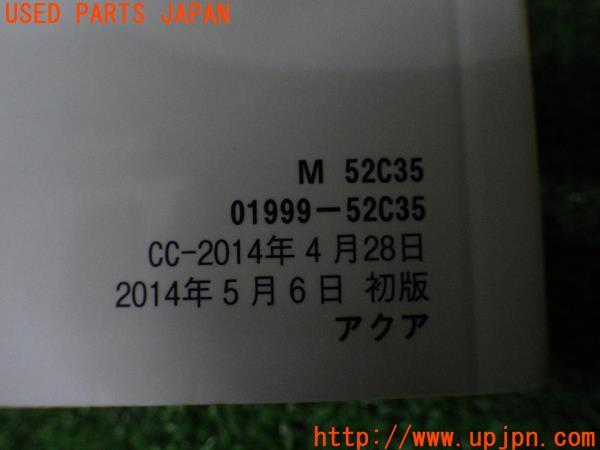 USED PARTS JAPAN
M 52C35
01999-52C35
CC-2014年4月28日
2014年5月6日 初版
アクア
http://www.upjpn.com/